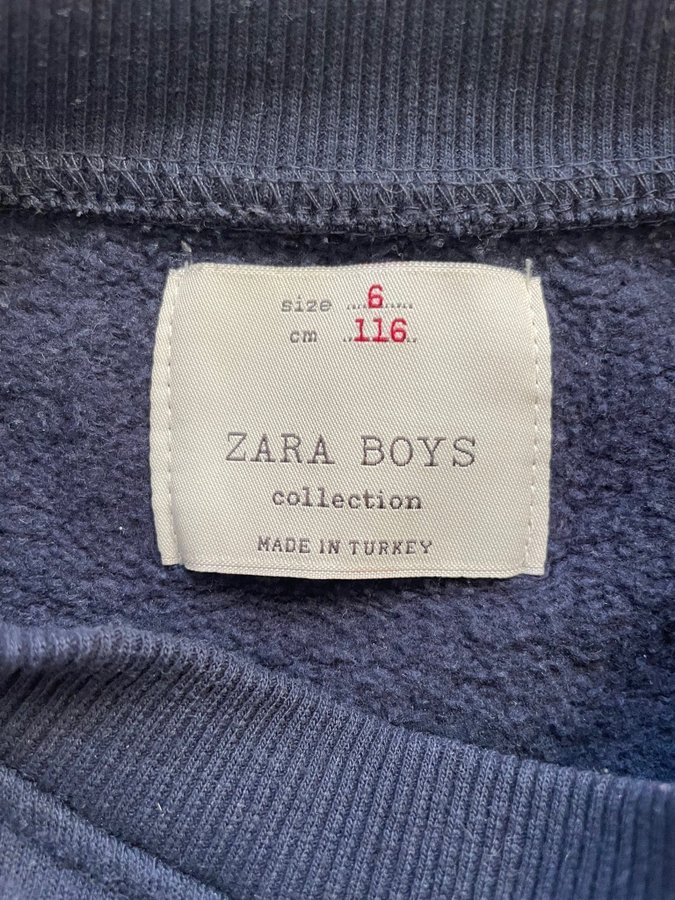 size 6
cm 116
ZARA BOYS
collection
MADE IN TURKEY